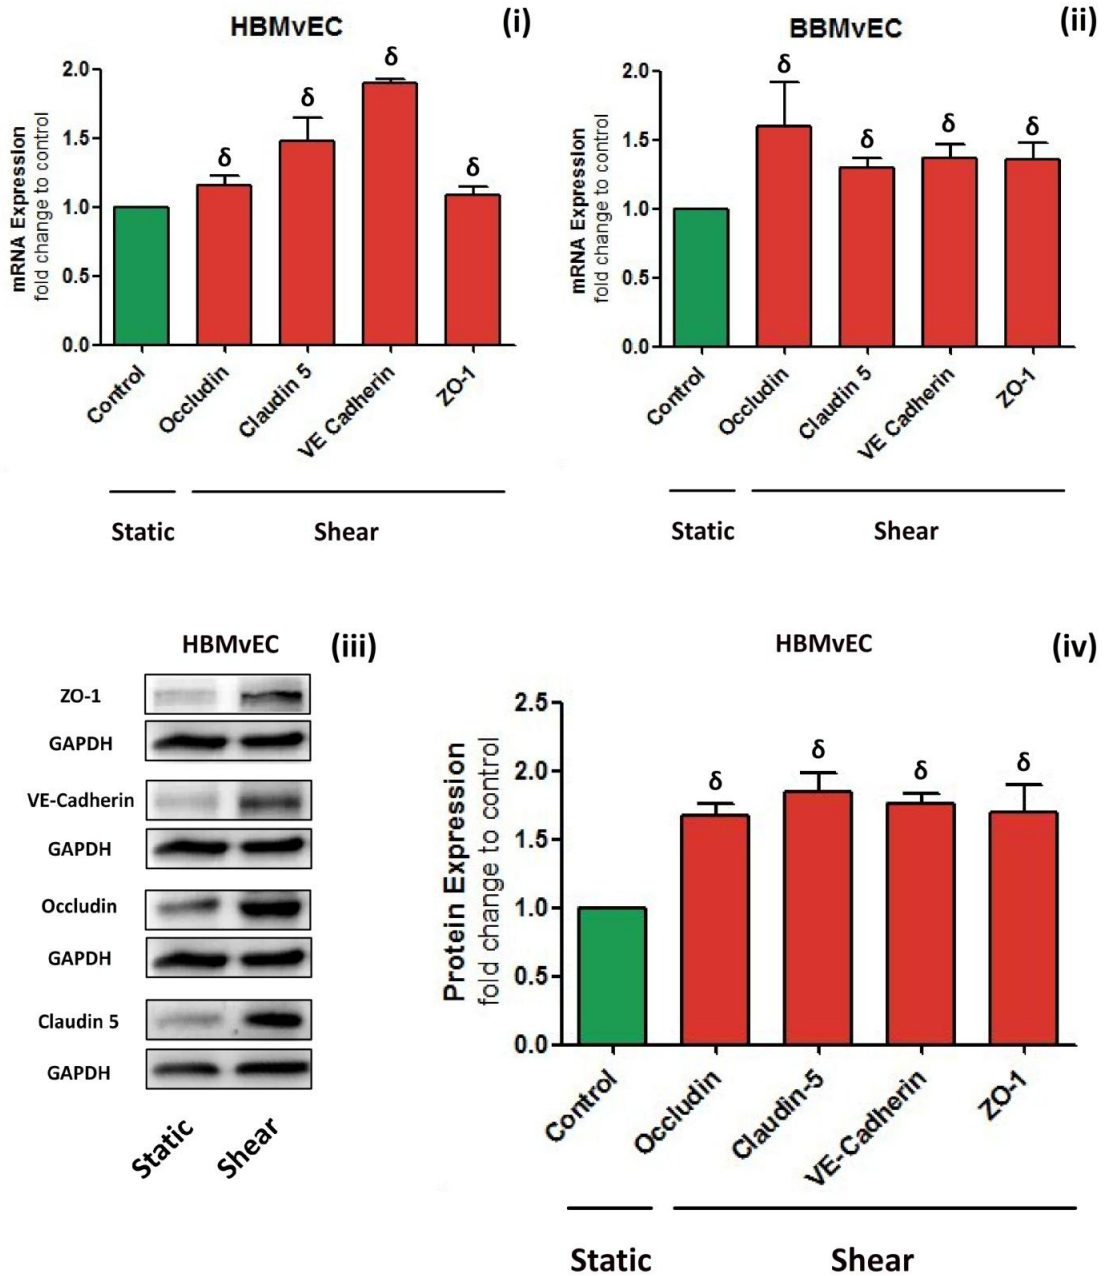 HBMvEC
(i)
mRNA Expression
fold change to control
2.0
1.5
1.0
0.5
0.0
δ
δ
δ
δ
Control
Occludin
Claudin 5
VE Cadherin
ZO-1
Static
Shear
BBMvEC
(ii)
mRNA Expression
fold change to control
2.0
1.5
1.0
0.5
0.0
δ
δ
δ
δ
Control
Occludin
Claudin 5
VE Cadherin
ZO-1
Static
Shear
HBMvEC
(iii)
ZO-1
GAPDH
VE-Cadherin
GAPDH
Occludin
GAPDH
Claudin 5
GAPDH
Static
Shear
HBMvEC
(iv)
Protein Expression
fold change to control
2.5
2.0
1.5
1.0
0.5
0.0
δ
δ
δ
δ
Control
Occludin
Claudin-5
VE-Cadherin
ZO-1
Static
Shear